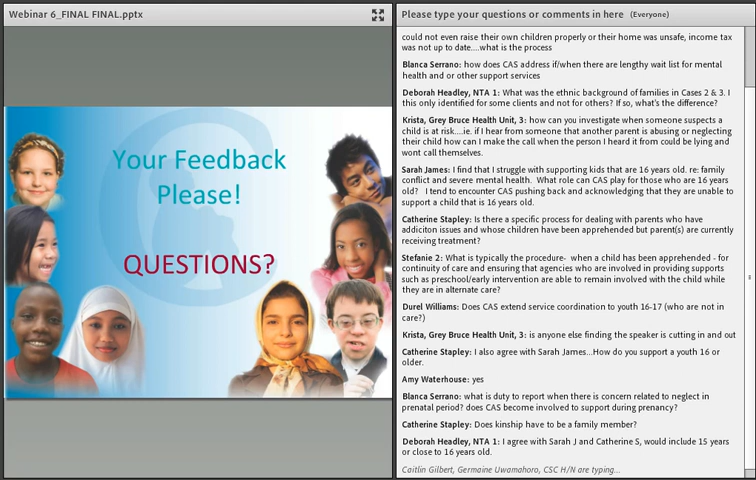 Webinar 6_FINAL FINAL.pptx
Your Feedback
Please!
QUESTIONS?
Please type your questions or comments in here (Everyone)
could not even raise their own children properly or their home was unsafe, income tax
was not up to date....what is the process
Blanca Serrano: how does CAS address if/when there are lengthy wait list for mental
health and or other support services
Deborah Headley, NTA 1: What was the ethnic background of families in Cases 2 & 3. I
this only identified for some clients and not for others? If so, what's the difference?
Krista, Grey Bruce Health Unit, 3: how can you investigate when someone suspects a
child is at risk....ie. if I hear from someone that another parent is abusing or neglecting
their child how can I make the call when the person I heard it from could be lying and
wont call themselves.
Sarah James: I find that I struggle with supporting kids that are 16 years old. re: family
conflict and severe mental health. What role can CAS play for those who are 16 years
old? I tend to encounter CAS pushing back and acknowledging that they are unable to
support a child that is 16 years old.
Catherine Stapley: Is there a specific process for dealing with parents who have
addiciton issues and whose children have been apprehended but parent(s) are currently
receiving treatment?
Stefanie 2: What is typically the procedure- when a child has been apprehended - for
continuity of care and ensuring that agencies who are involved in providing supports
such as preschool/early intervention are able to remain involved with the child while
they are in alternate care?
Durel Williams: Does CAS extend service coordination to youth 16-17 (who are not in
care?)
Krista, Grey Bruce Health Unit, 3: is anyone else finding the speaker is cutting in and out
Catherine Stapley: I also agree with Sarah James...How do you support a youth 16 or
older.
Amy Waterhouse: yes
Blanca Serrano: what is duty to report when there is concern related to neglect in
prenatal period? does CAS become involved to support during prenancy?
Catherine Stapley: Does kinship have to be a family member?
Deborah Headley, NTA 1: I agree with Sarah J and Catherine S, would include 15 years
or close to 16 years old.
Caitlin Gilbert, Germaine Uwamahoro, CSC H/N are typing...